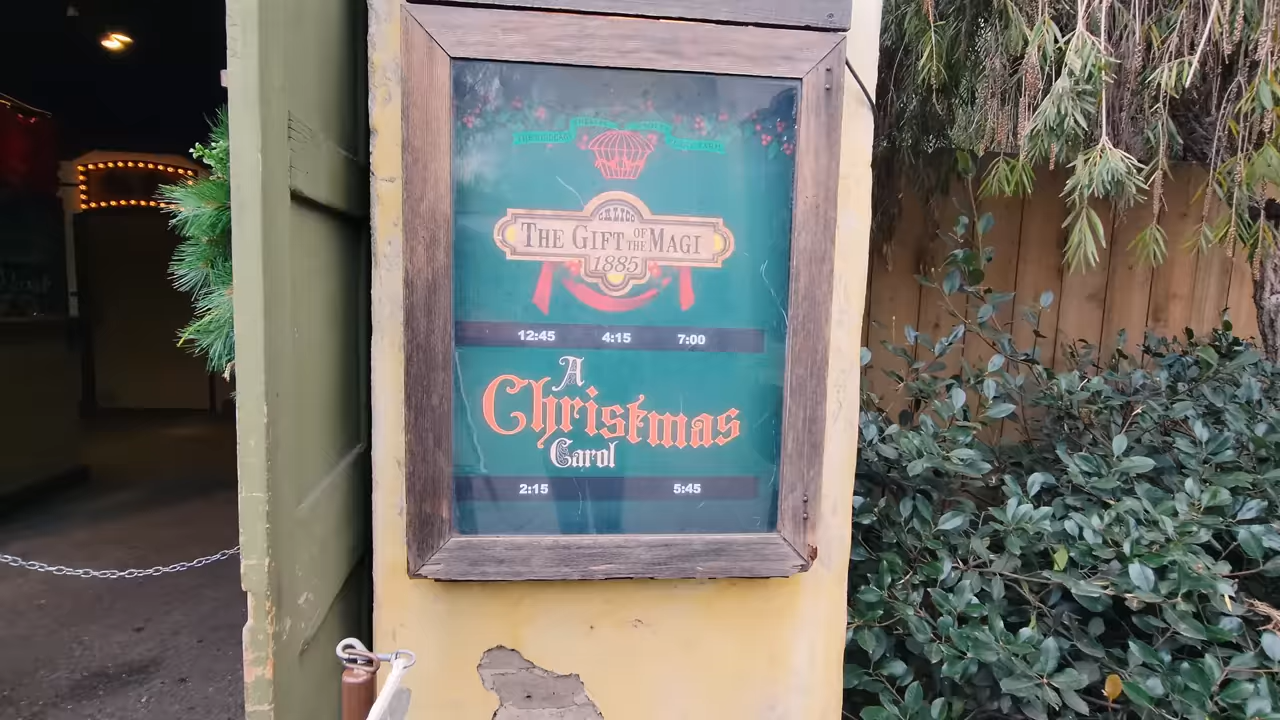 CALICO
THE GIFT OF THE MAGI
1885
12:45 4:15 7:00
A
Christmas
Carol
2:15 5:45